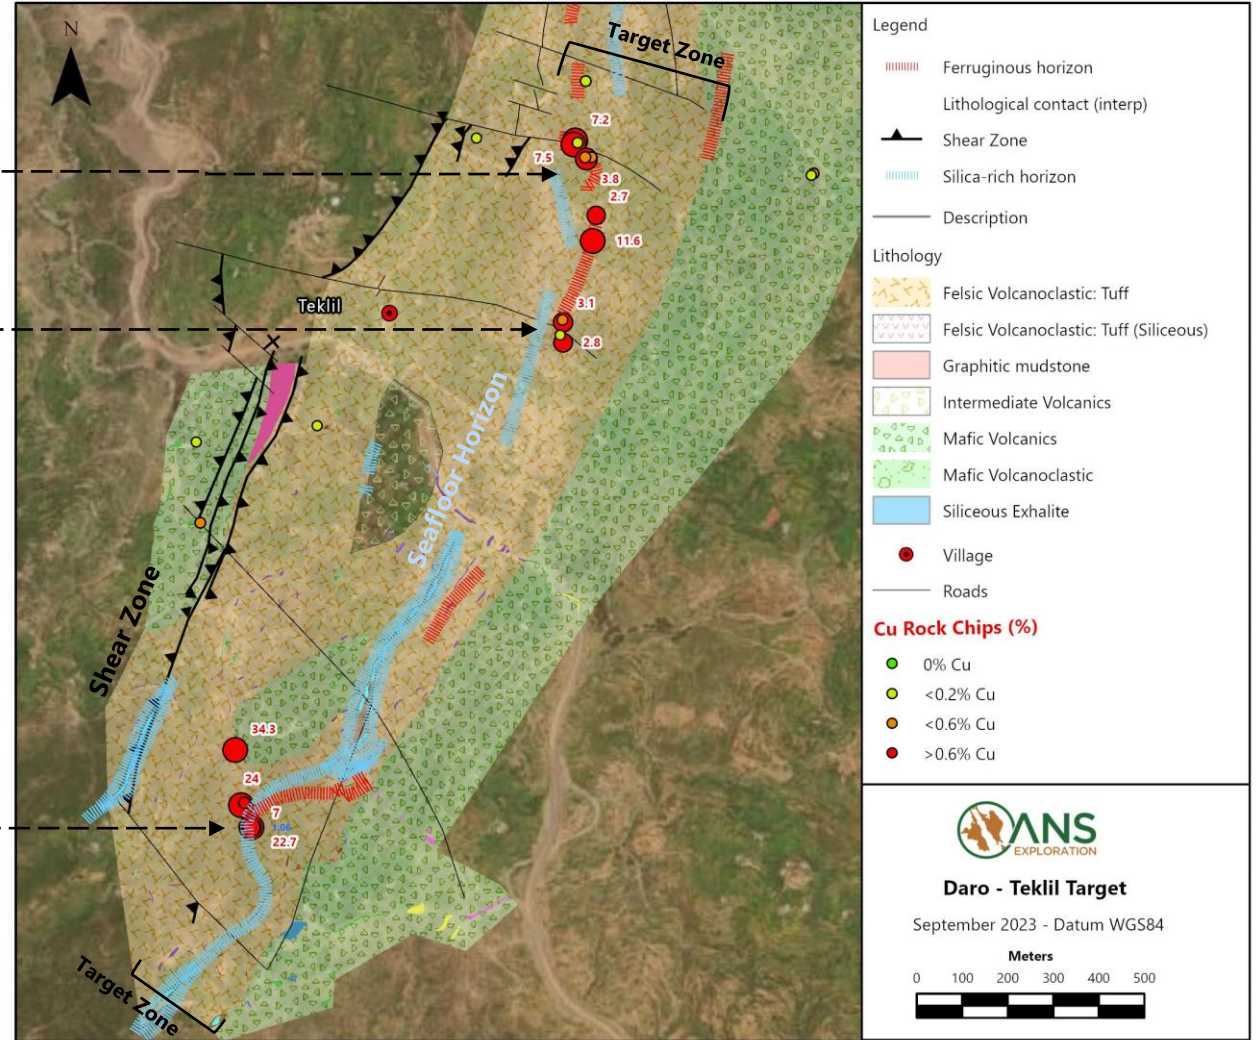 N
Target Zone
7.2
7.5
3.8
2.7
11.6
3.1
2.8
Teklil
Seafloor Horizon
Shear Zone
34.3
24
7
1.06
22.7
Target Zone
Legend
Ferruginous horizon
Lithological contact (interp)
Shear Zone
Silica-rich horizon
Description
Lithology
Felsic Volcanoclastic: Tuff
Felsic Volcanoclastic: Tuff (Siliceous)
Graphitic mudstone
Intermediate Volcanics
Mafic Volcanics
Mafic Volcanoclastic
Siliceous Exhalite
Village
Roads
Cu Rock Chips (%)
0% Cu
<0.2% Cu
<0.6% Cu
>0.6% Cu
ANS
EXPLORATION
Daro - Teklil Target
September 2023 - Datum WGS84
Meters
0 100 200 300 400 500